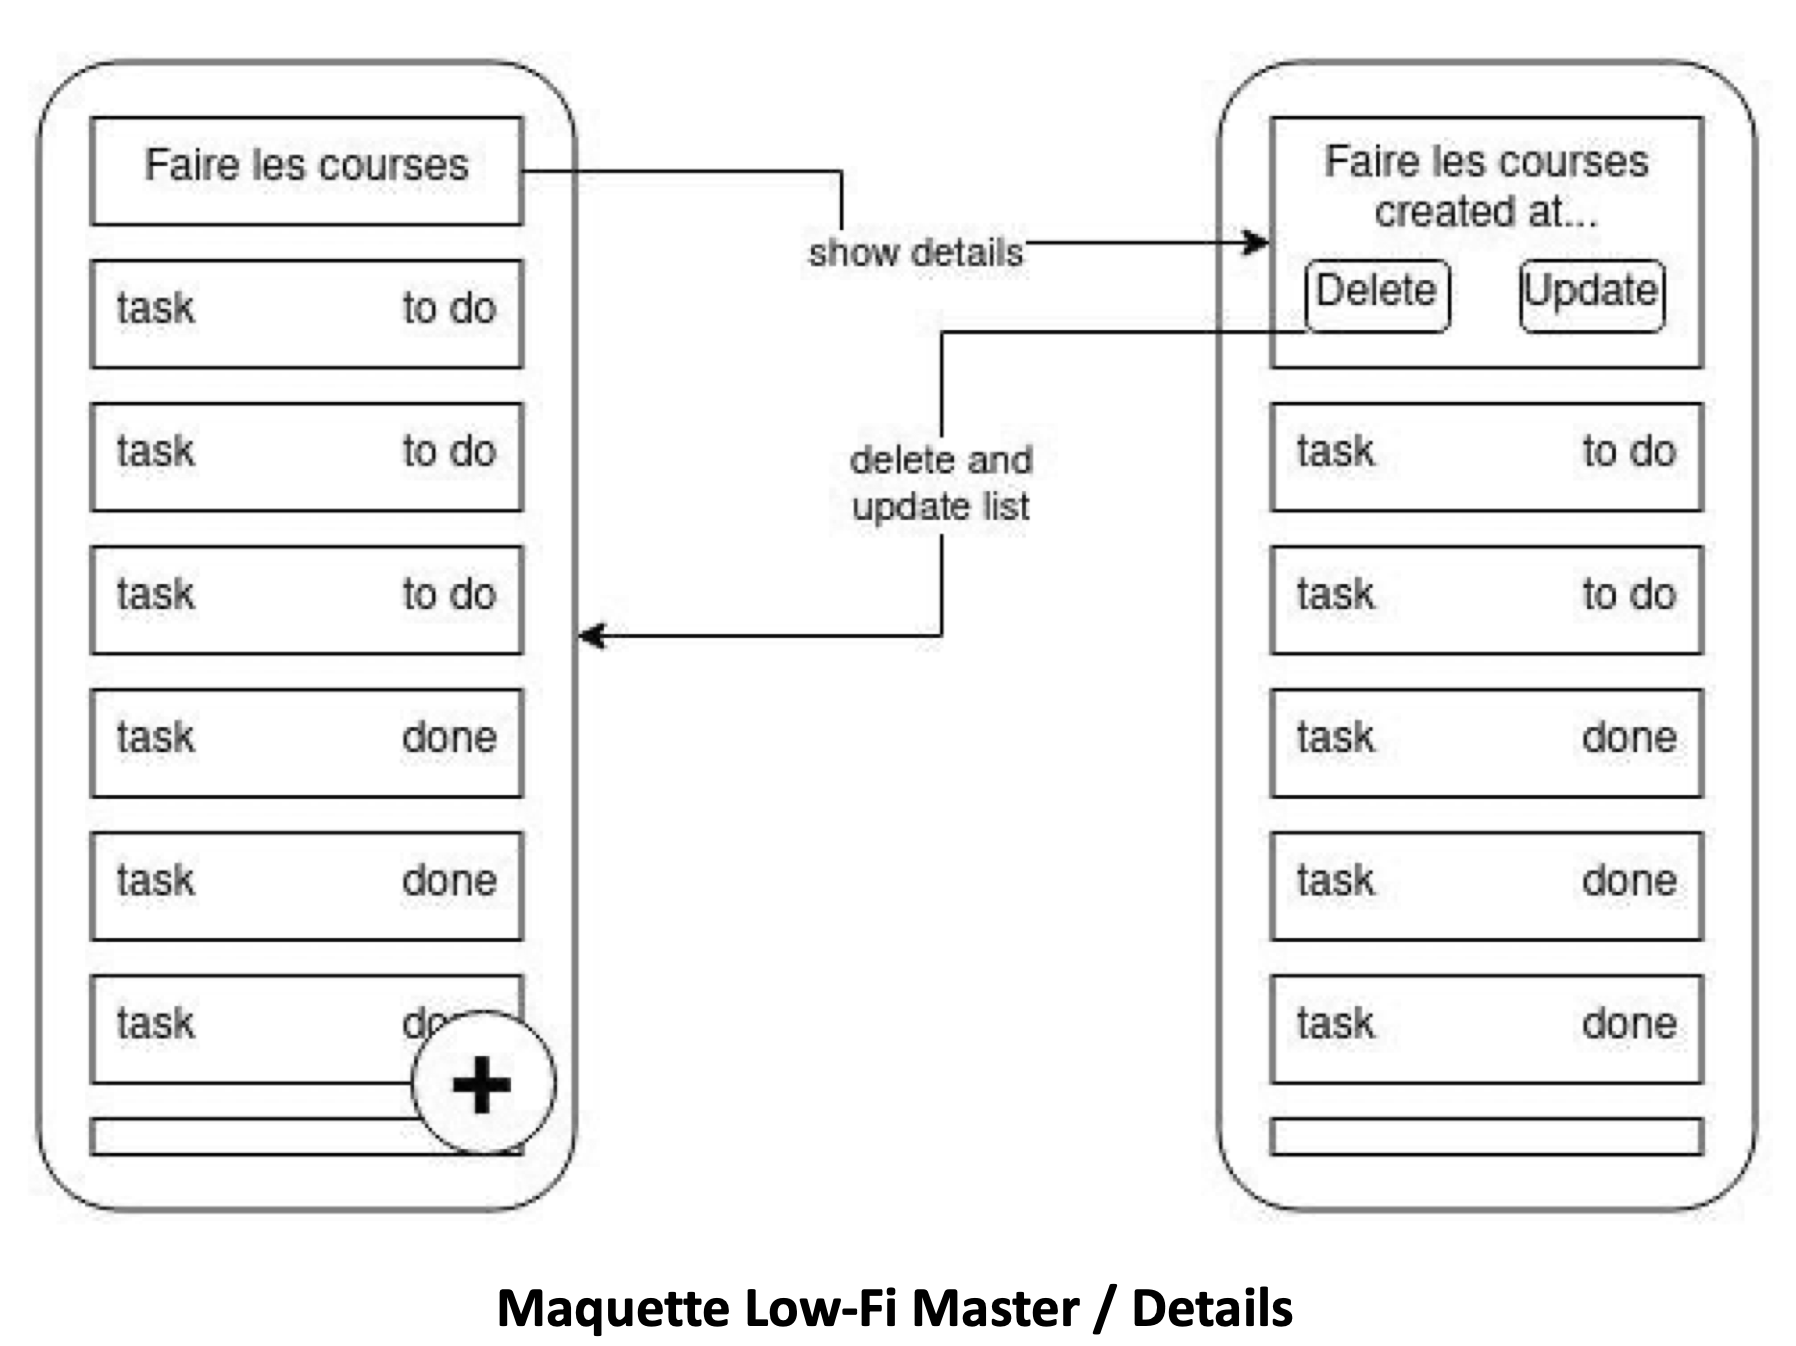 Faire les courses
task to do
task to do
task to do
task done
task done
task
+
show details
delete and
update list
Faire les courses
created at...
Delete Update
task to do
task to do
task done
task done
task done
Maquette Low-Fi Master / Details